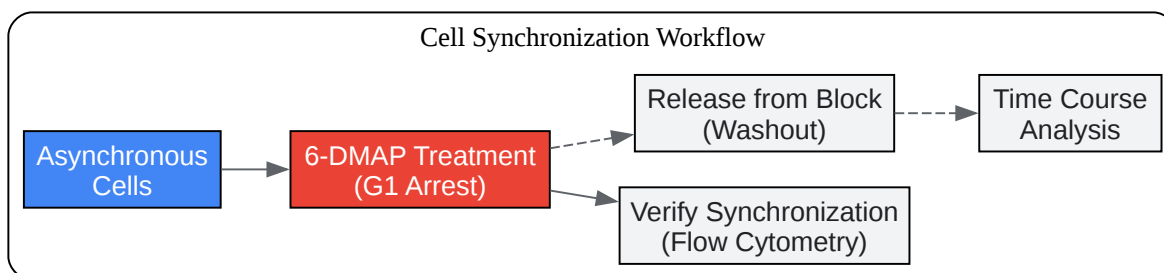 Cell Synchronization Workflow
Asynchronous
Cells
6-DMAP Treatment
(G1 Arrest)
Release from Block
(Washout)
Time Course
Analysis
Verify Synchronization
(Flow Cytometry)